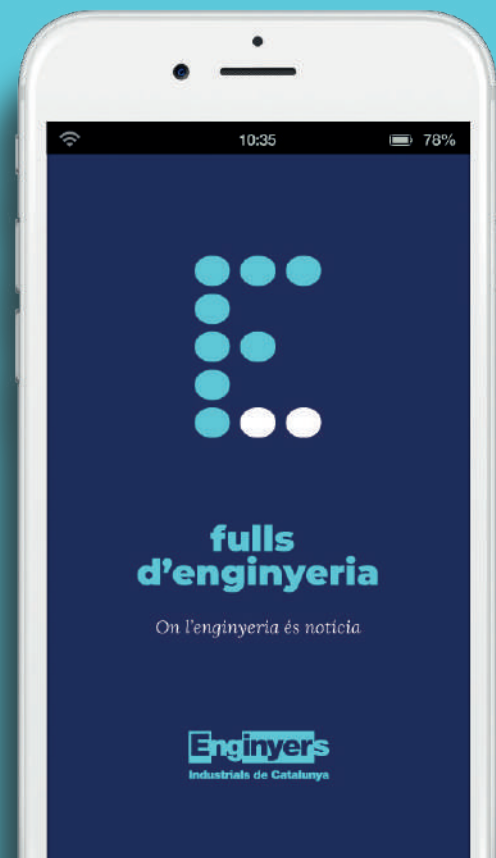 10:35
78%
fulls
d'enginyeria
On l'enginyeria és notícia
Enginyers
Industrials de Catalunya